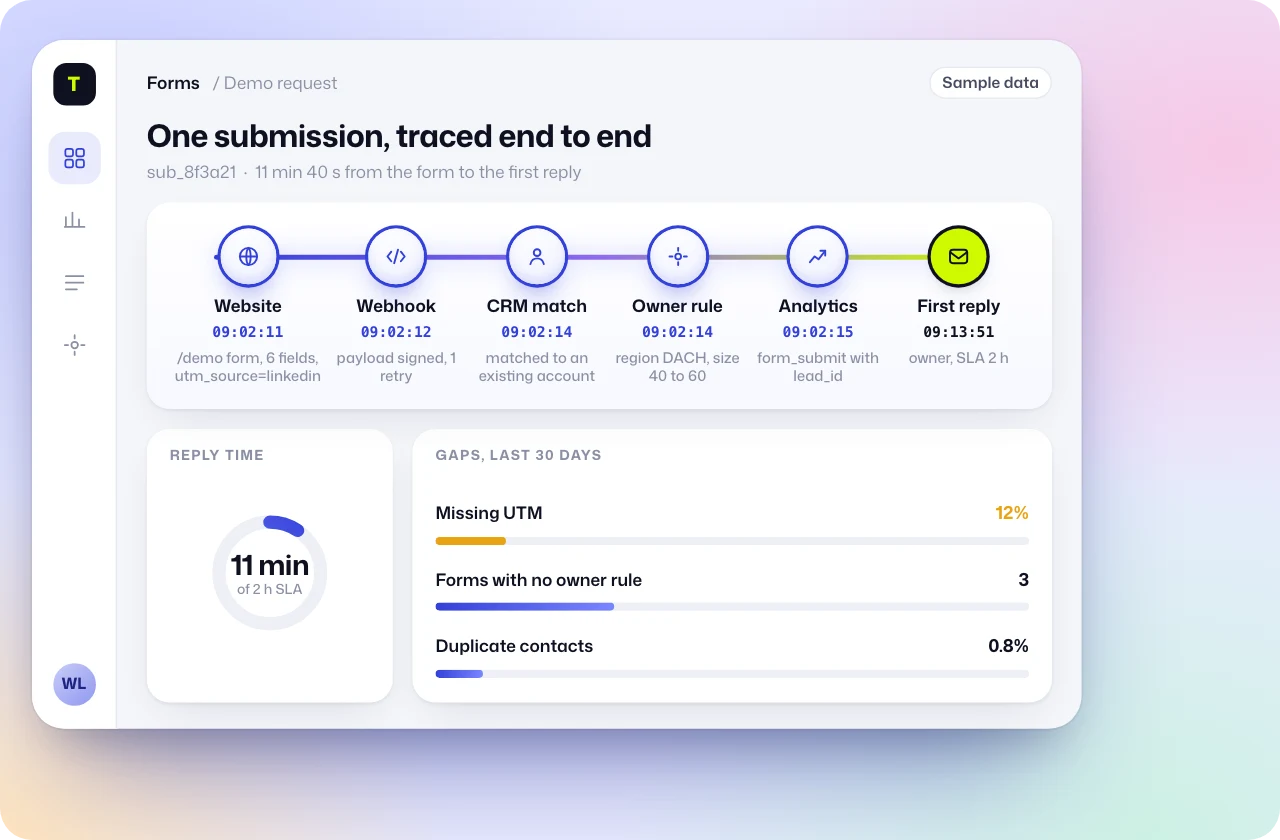 T
Forms / Demo request
Sample data
One submission, traced end to end
sub_8f3a21 · 11 min 40 s from the form to the first reply
Website
09:02:11
/demo form, 6 fields,
utm_source=linkedin
Webhook
09:02:12
payload signed, 1
retry
CRM match
09:02:14
matched to an
existing account
Owner rule
09:02:14
region DACH, size
40 to 60
Analytics
09:02:15
form_submit with
lead_id
First reply
09:13:51
owner, SLA 2 h
REPLY TIME
11 min
of 2 h SLA
GAPS, LAST 30 DAYS
Missing UTM 12%
Forms with no owner rule 3
Duplicate contacts 0.8%
WL